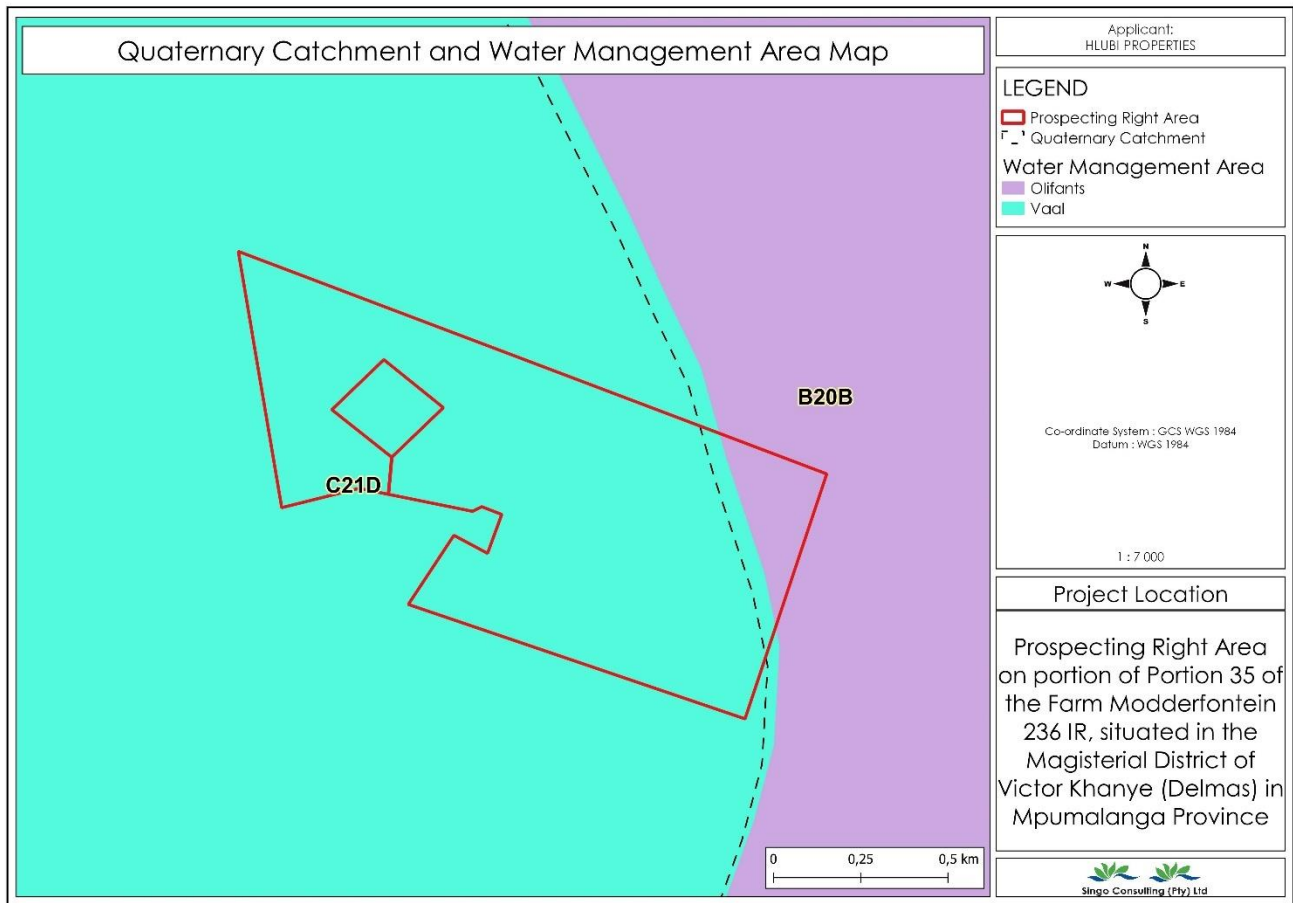 Quaternary Catchment and Water Management Area Map
B20B
C21D
0 0,25 0,5 km
Applicant:
HLUBI PROPERTIES
LEGEND
Prospecting Right Area
Quaternary Catchment
Water Management Area
Olifants
Vaal
N
W E
S
Co-ordinate System : GCS WGS 1984
Datum : WGS 1984
1 : 7 000
Project Location
Prospecting Right Area
on portion of Portion 35 of
the Farm Modderfontein
236 IR, situated in the
Magisterial District of
Victor Khanye (Delmas) in
Mpumalanga Province
Singo Consulting (Pty) Ltd